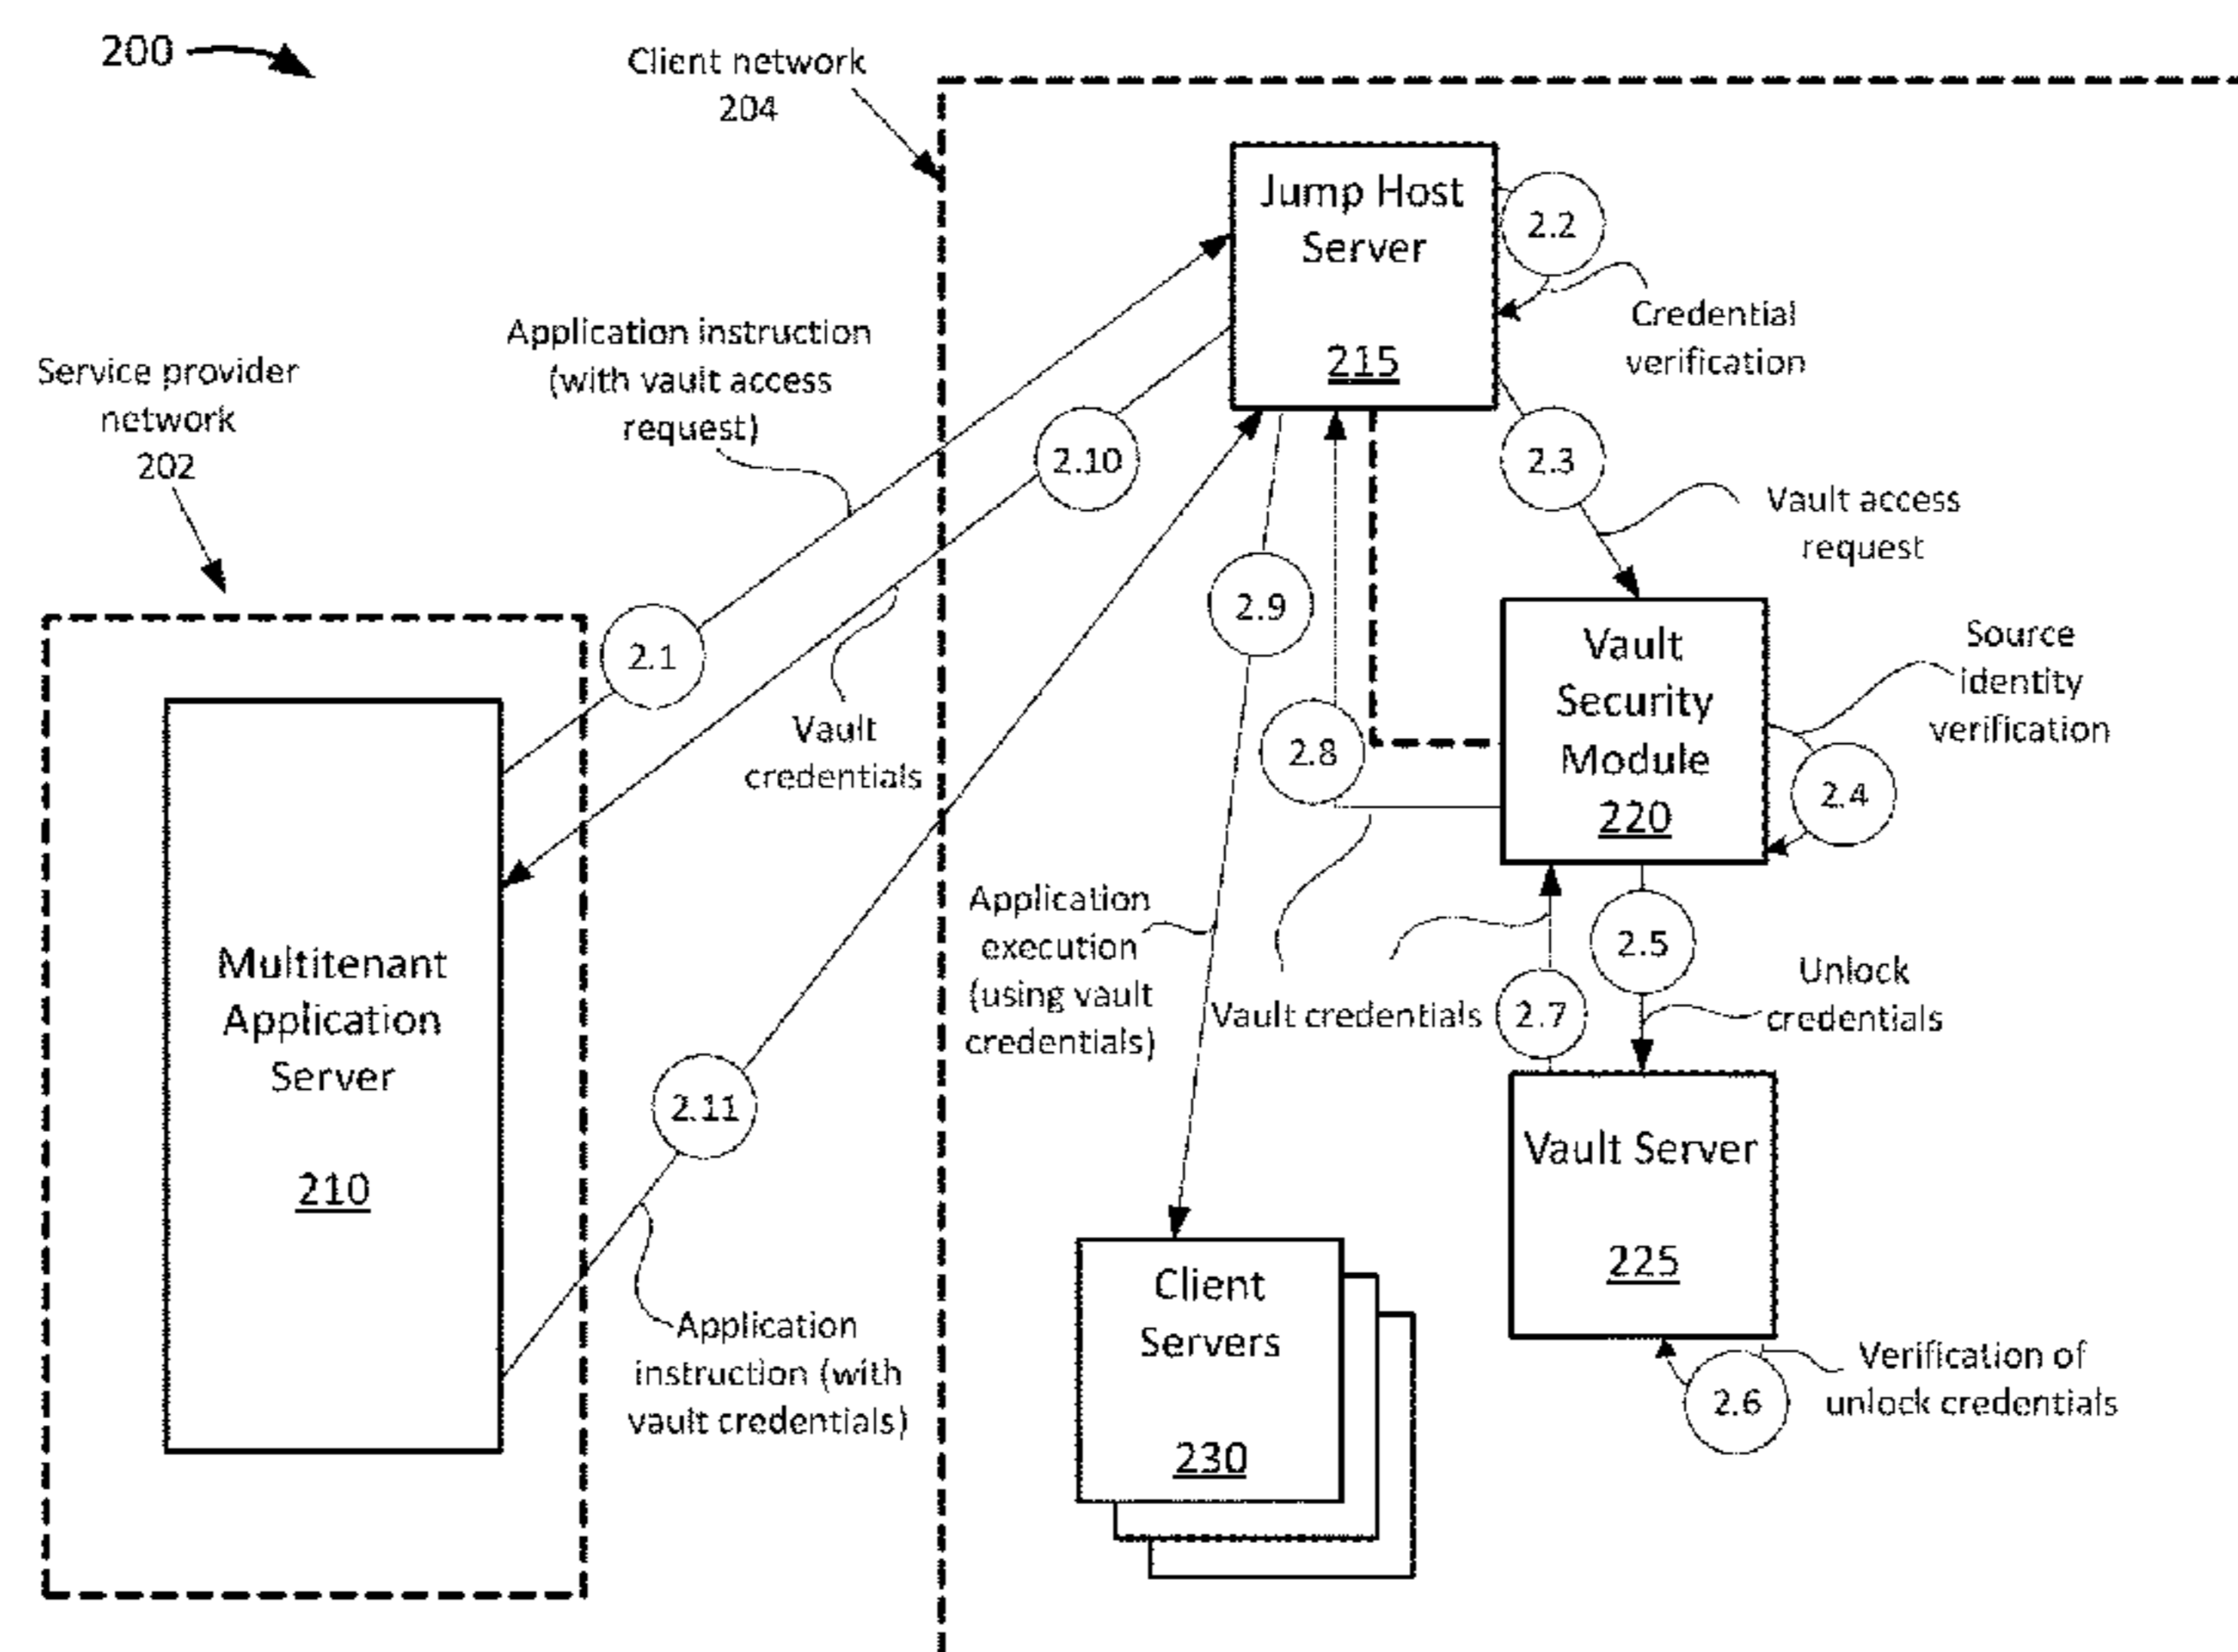 200
Client network
204
Jump Host
Server
215
2.2
Credential
verification
Application instruction
(with vault access
request)
Service provider
network
202
2.10
2.3
Vault access
request
2.9
2.1
Vault
credentials
2.8
Vault
Security
Module
220
Source
identity
verification
2.4
Application
execution
(using vault
credentials)
Vault credentials
2.7
2.5
Unlock
credentials
Multitenant
Application
Server
210
2.11
Application
instruction (with
vault credentials)
Client
Servers
230
Vault Server
225
2.6
Verification of
unlock credentials